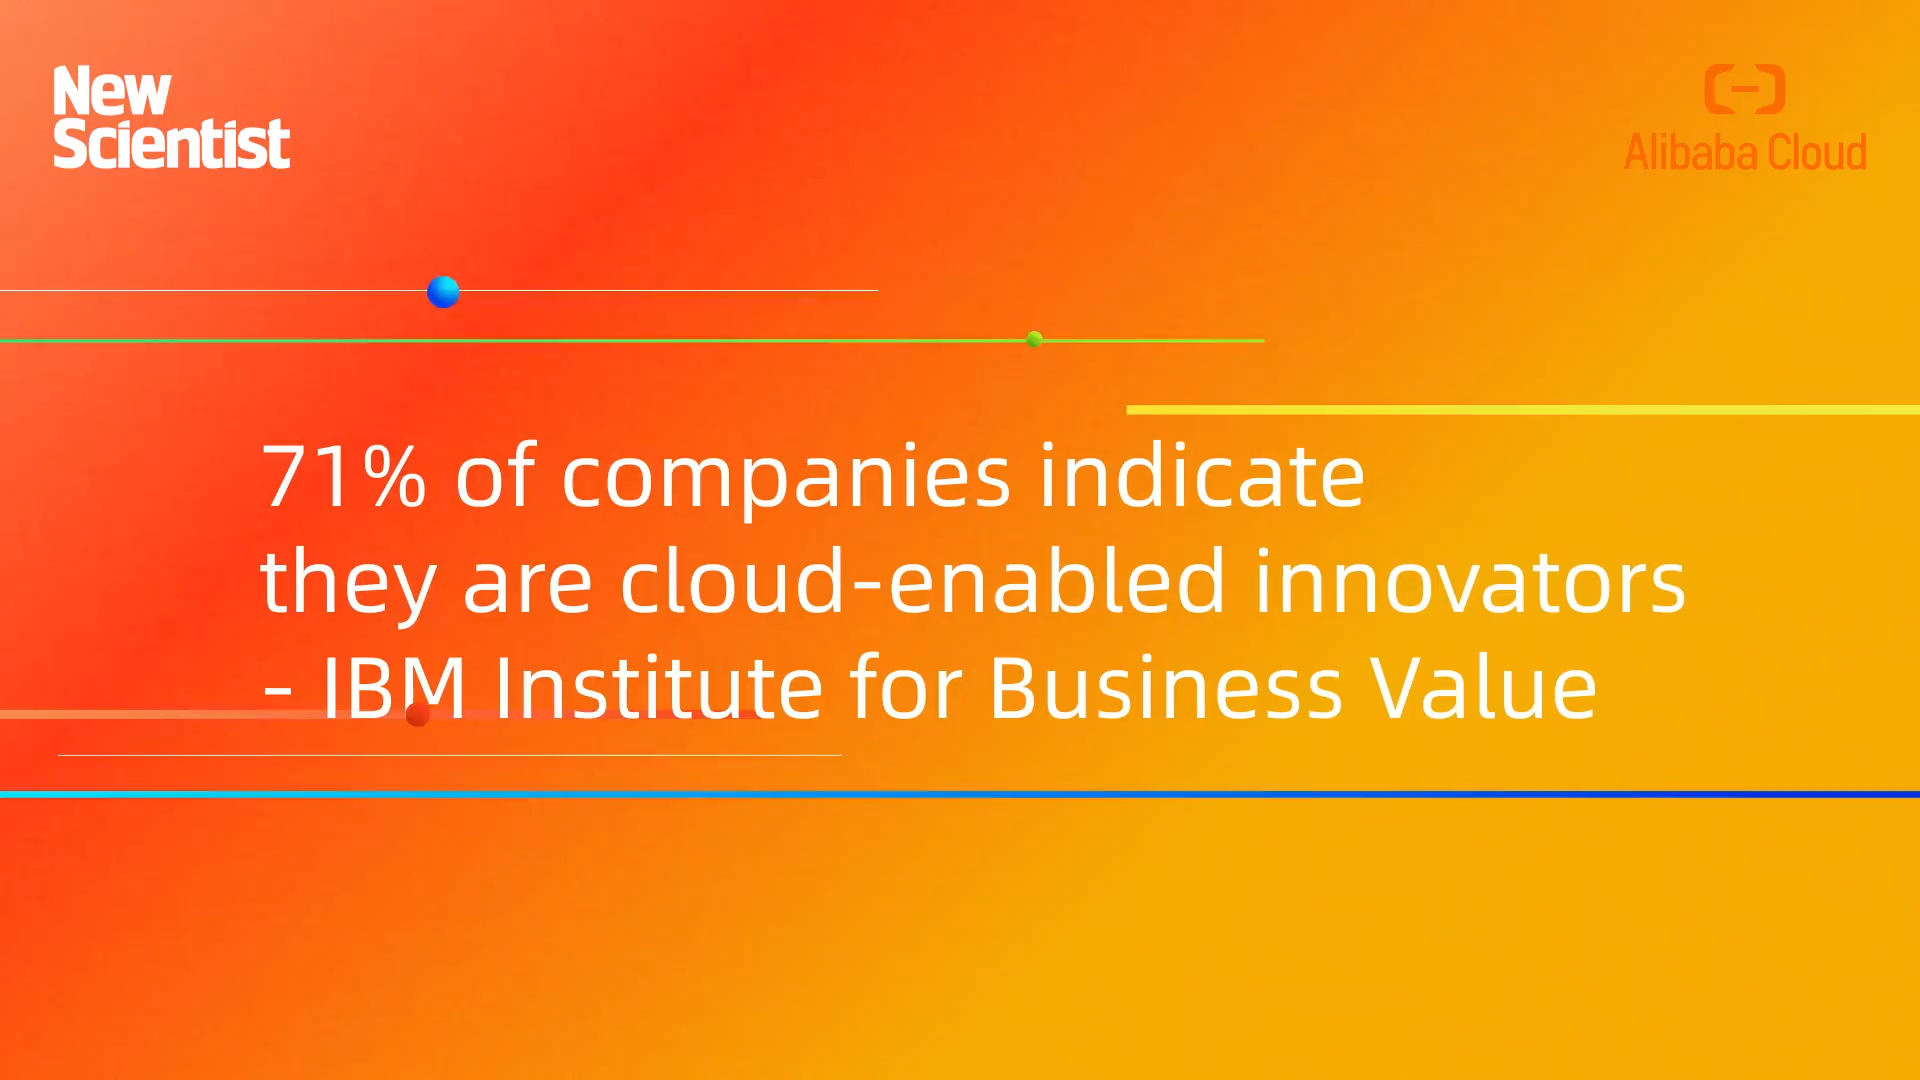 New
Scientist
Alibaba Cloud
71% of companies indicate
they are cloud-enabled innovators
- IBM Institute for Business Value